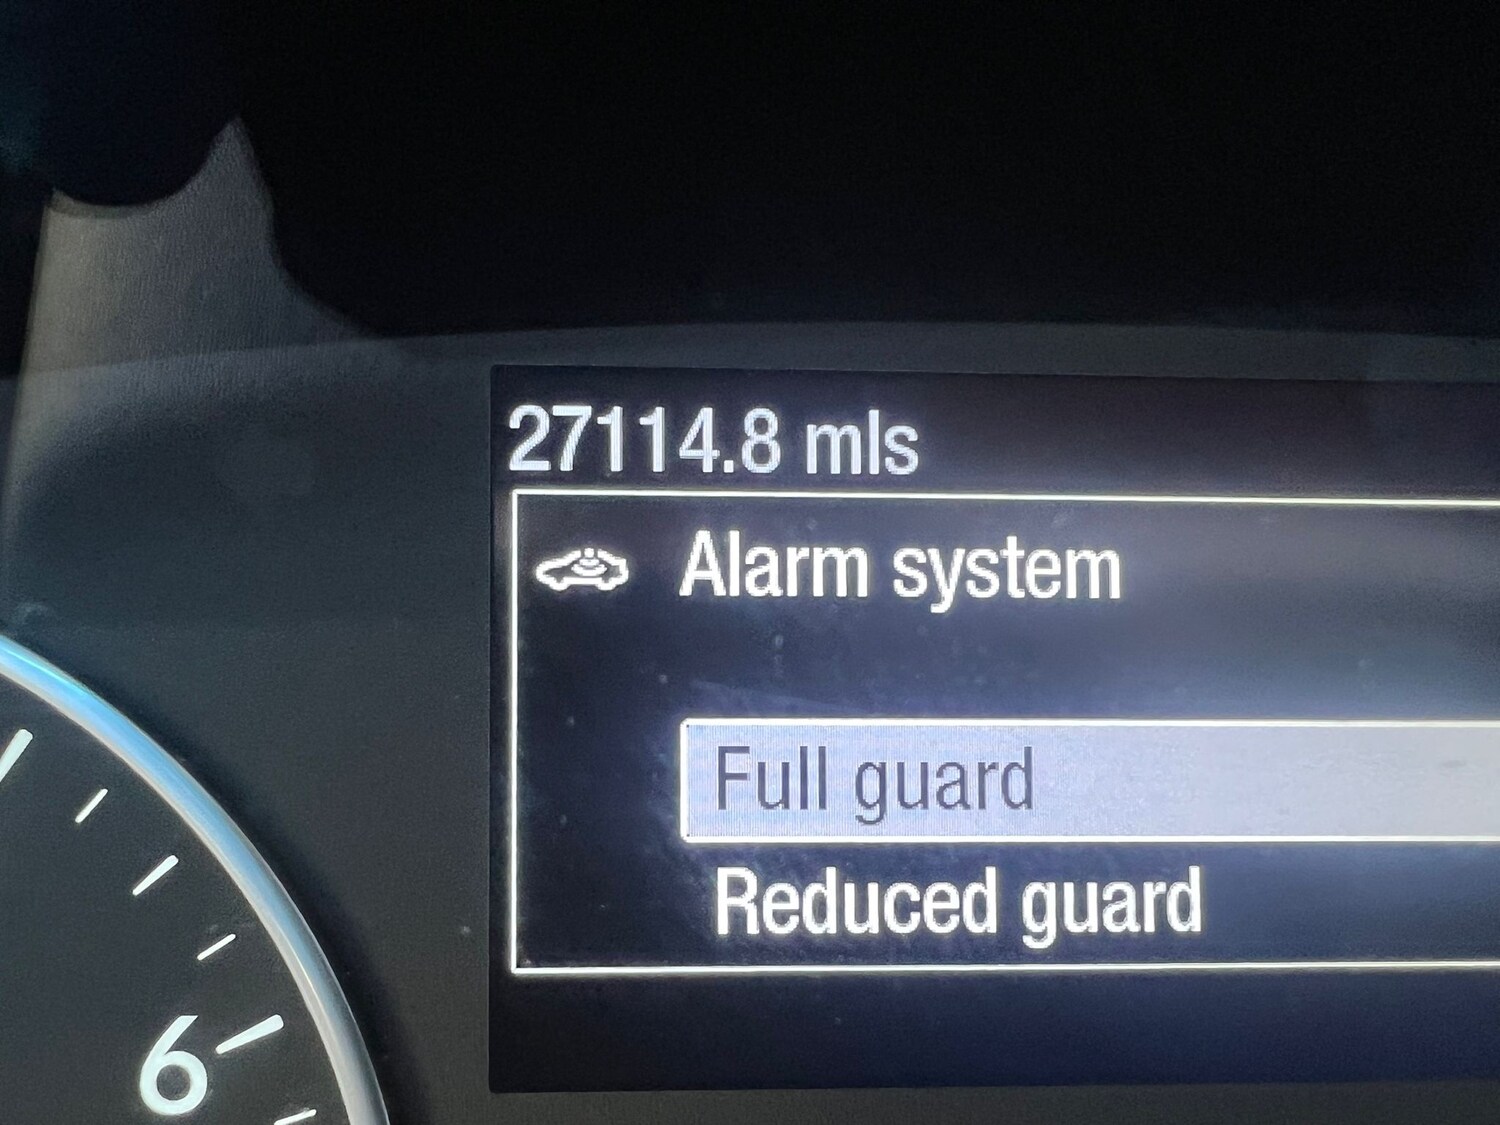 27114.8 mls
Alarm system
Full guard
Reduced guard
6